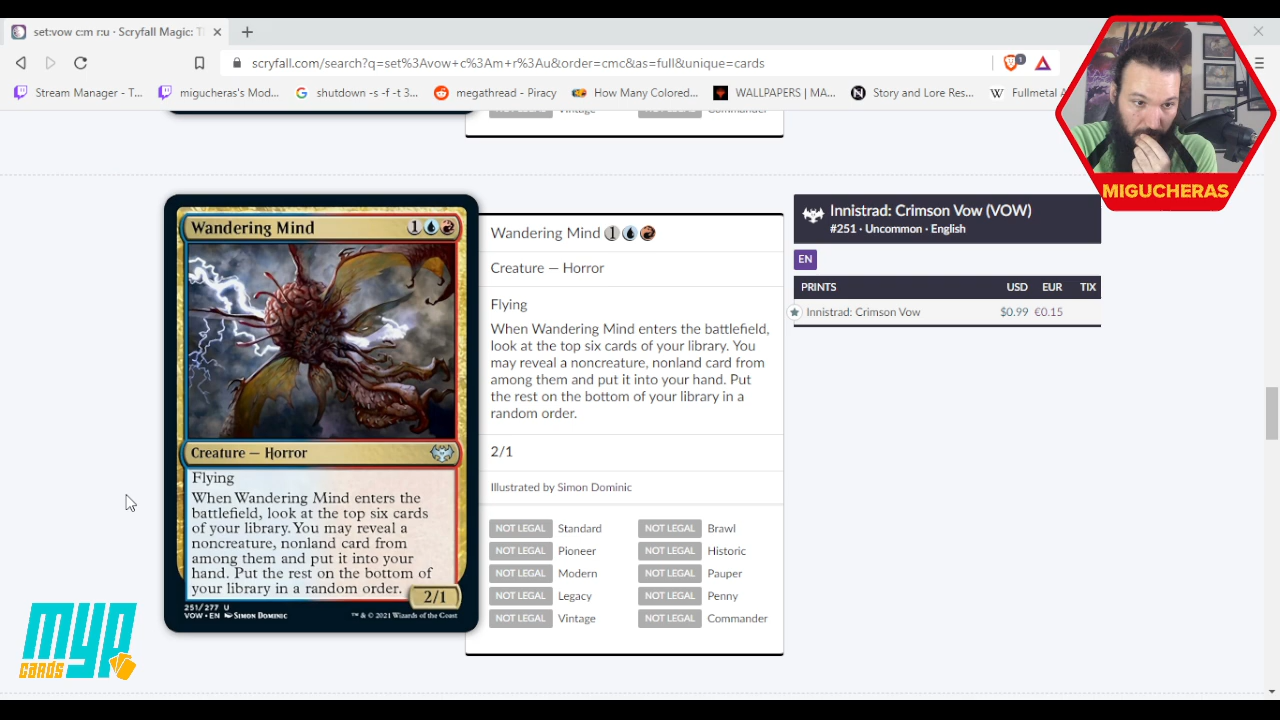 set:vow c:m r:u · Scryfall Magic: T
scryfall.com/search?q=set%3Avow+c%3Am+r%3Au&order=cmc&as=full&unique=cards
1
Stream Manager - T...
migucheras's Mod...
shutdown -s -f -t 3...
megathread - Piracy
How Many Colored...
WALLPAPERS | MA...
Story and Lore Res...
Fullmetal
MIGUCHERAS
NOT LEGAL Vintage NOT LEGAL Commander
Wandering Mind 1
Creature — Horror
Flying
When Wandering Mind enters the
battlefield, look at the top six cards
of your library. You may reveal a
noncreature, nonland card from
among them and put it into your
hand. Put the rest on the bottom of
your library in a random order.
2/1
251/277 U
VOW • EN SIMON DOMINIC
™ & © 2021 Wizards of the Coast
Wandering Mind 1
Creature — Horror
Flying
When Wandering Mind enters the battlefield,
look at the top six cards of your library. You
may reveal a noncreature, nonland card from
among them and put it into your hand. Put
the rest on the bottom of your library in a
random order.
2/1
Illustrated by Simon Dominic
NOT LEGAL Standard NOT LEGAL Brawl
NOT LEGAL Pioneer NOT LEGAL Historic
NOT LEGAL Modern NOT LEGAL Pauper
NOT LEGAL Legacy NOT LEGAL Penny
NOT LEGAL Vintage NOT LEGAL Commander
Innistrad: Crimson Vow (VOW)
#251 · Uncommon · English
EN
PRINTS USD EUR TIX
Innistrad: Crimson Vow $0.99 €0.15
MYP
CARDS